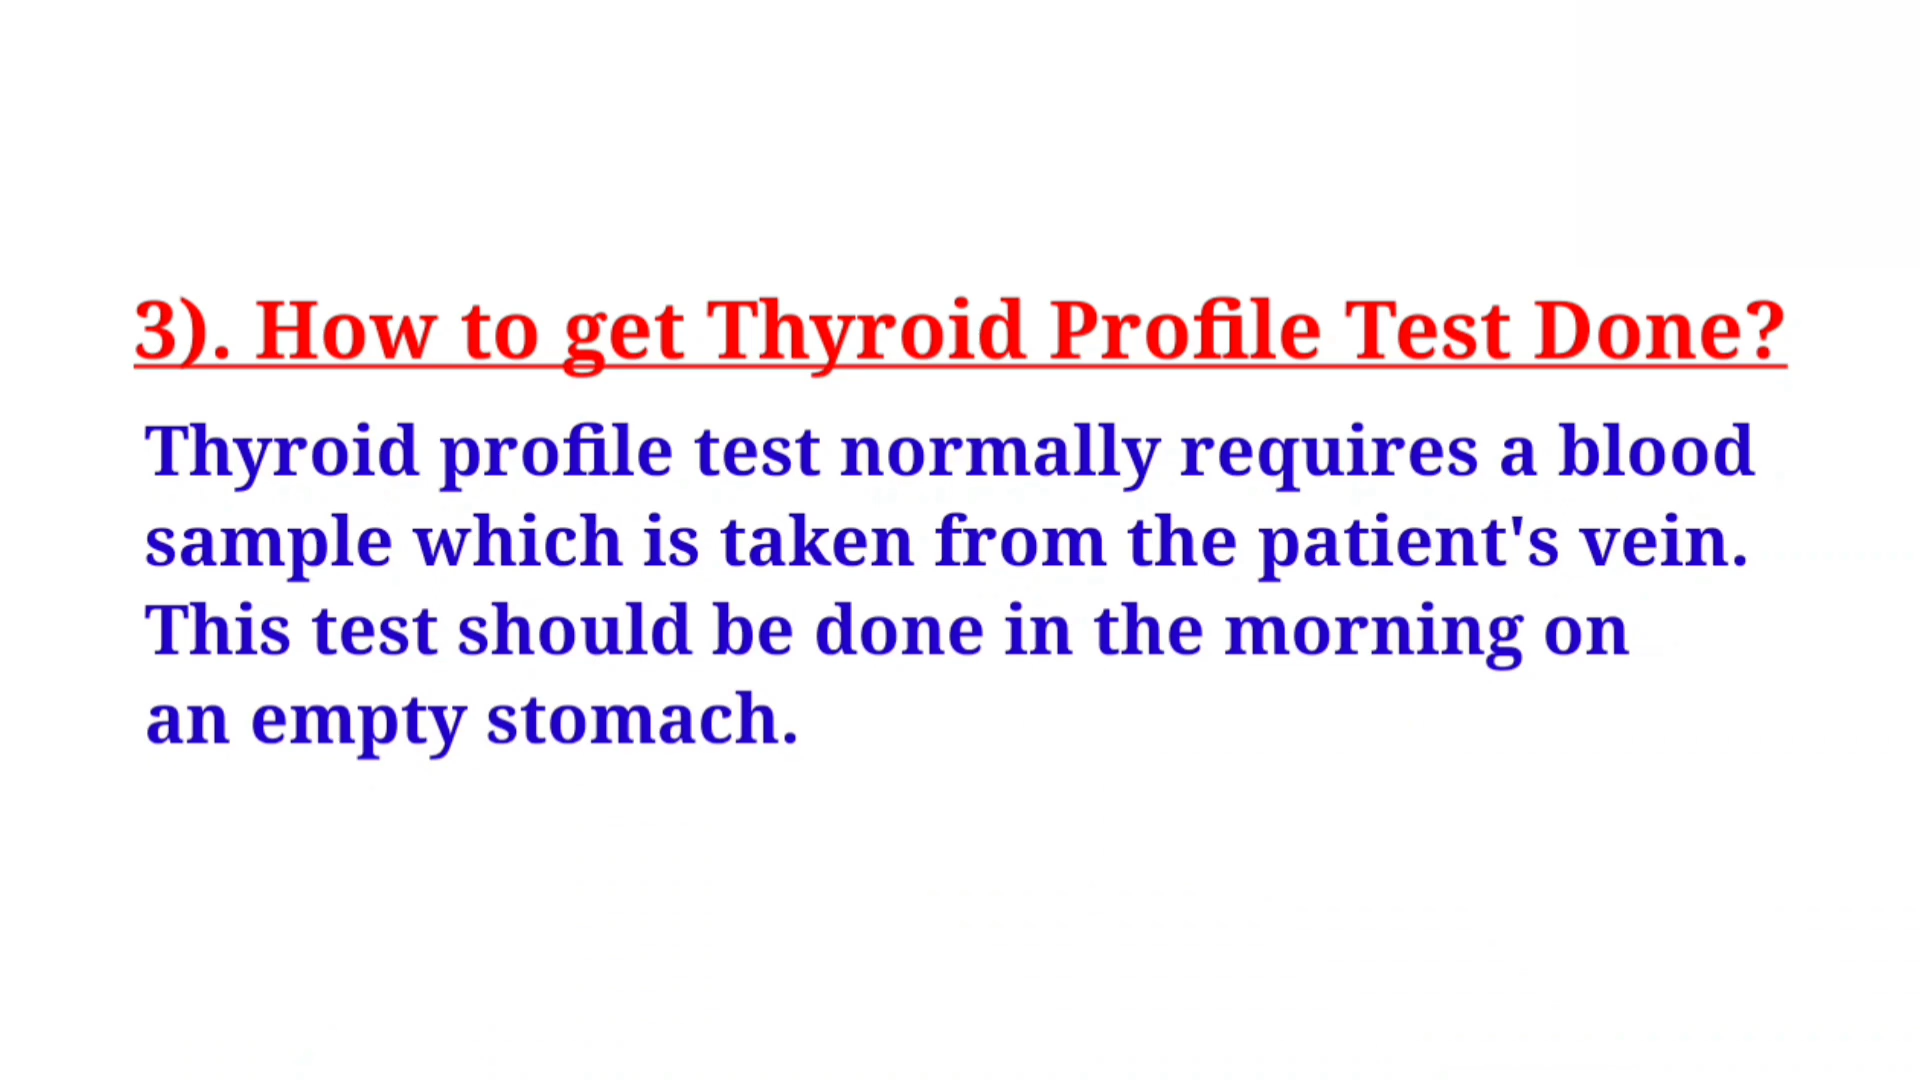 3). How to get Thyroid Profile Test Done?
Thyroid profile test normally requires a blood
sample which is taken from the patient's vein.
This test should be done in the morning on
an empty stomach.